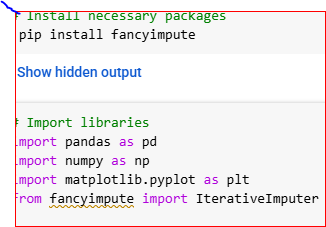 # Install necessary packages
pip install fancyimpute
Show hidden output
# Import libraries
import pandas as pd
import numpy as np
import matplotlib.pyplot as plt
from fancyimpute import IterativeImputer